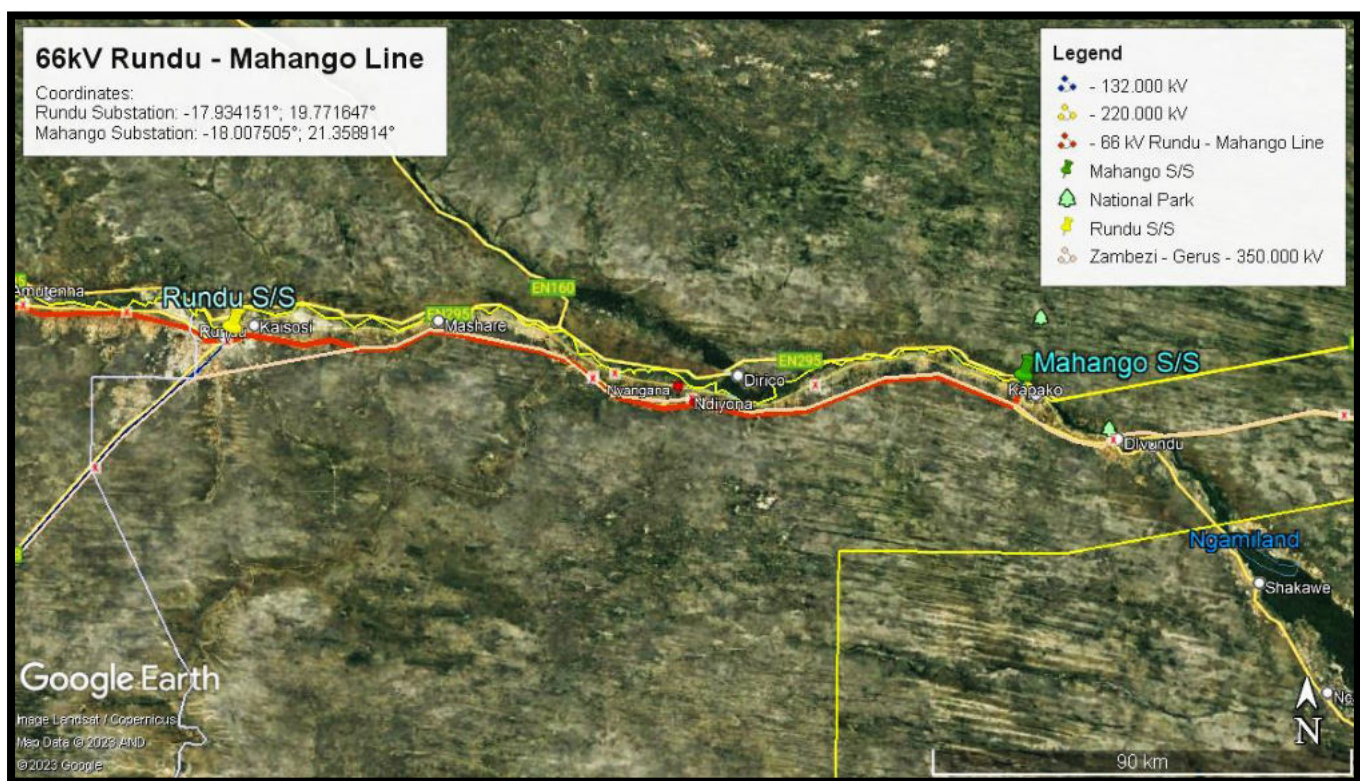 66kV Rundu - Mahango Line
Coordinates:
Rundu Substation: -17.934151°; 19.771647°
Mahango Substation: -18.007505°; 21.358914°
Legend
- 132.000 kV
- 220.000 kV
- 66 kV Rundu - Mahango Line
Mahango S/S
National Park
Rundu S/S
Zambezi - Gerus - 350.000 kV
EN160
Amutenha
Rundu S/S
Rundu
Kaisosi
EN295
Mashare
EN295
Dirico
Nyangana
Ndiyona
Mahango S/S
Kapako
Divundu
Ngamiland
Shakawe
Google Earth
Image Landsat / Copernicus
Map Data © 2023 AND
©2023 Google
N
90 km